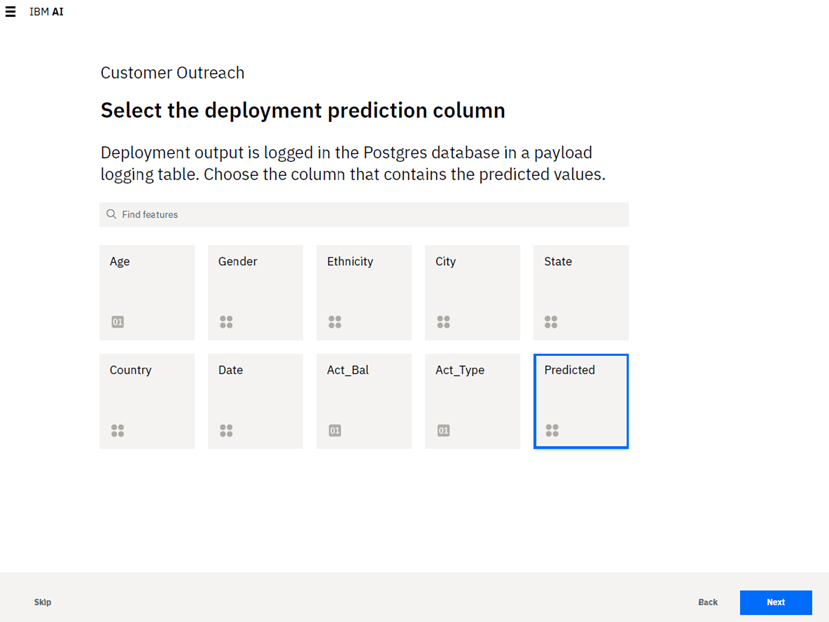 IBM AI
Customer Outreach
Select the deployment prediction column
Deployment output is logged in the Postgres database in a payload
logging table. Choose the column that contains the predicted values.
Find features
Age Gender Ethnicity City State
01
Country Date Act_Bal Act_Type Predicted
01 01
Skip Back Next